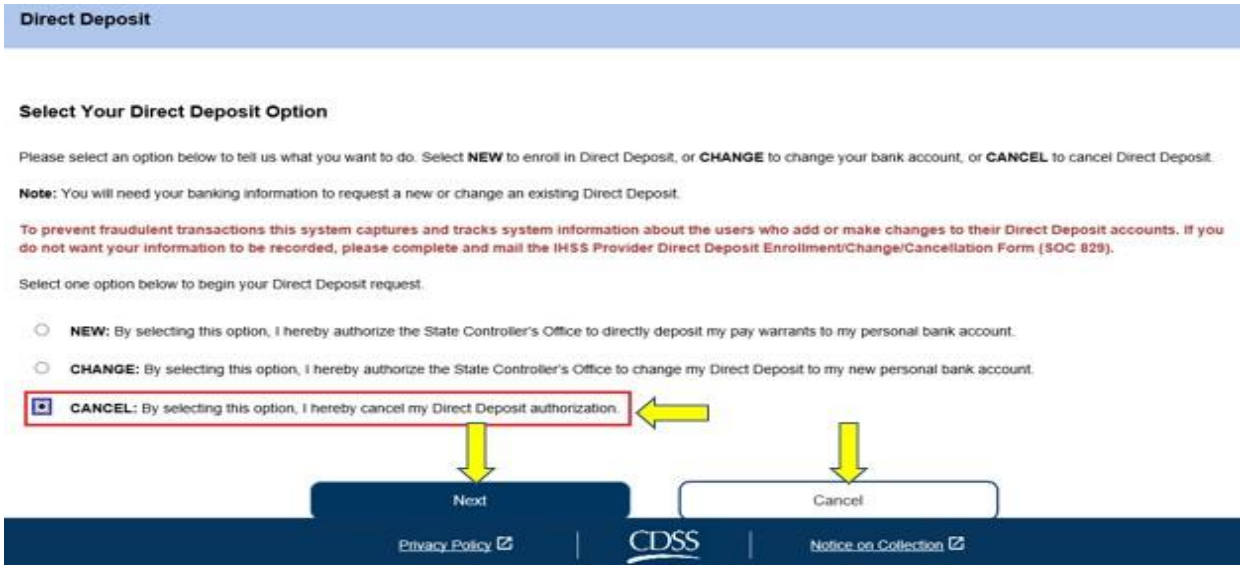 Direct Deposit
Select Your Direct Deposit Option
Please select an option below to tell us what you want to do. Select NEW to enroll in Direct Deposit, or CHANGE to change your bank account, or CANCEL to cancel Direct Deposit.
Note: You will need your banking information to request a new or change an existing Direct Deposit.
To prevent fraudulent transactions this system captures and tracks system information about the users who add or make changes to their Direct Deposit accounts. If you
do not want your information to be recorded, please complete and mail the IHSS Provider Direct Deposit Enrollment/Change/Cancellation Form (SOC 829).
Select one option below to begin your Direct Deposit request.
NEW: By selecting this option, I hereby authorize the State Controller's Office to directly deposit my pay warrants to my personal bank account.
CHANGE: By selecting this option, I hereby authorize the State Controller's Office to change my Direct Deposit to my new personal bank account.
CANCEL: By selecting this option, I hereby cancel my Direct Deposit authorization.
Next Cancel
Privacy Policy CDSS Notice on Collection